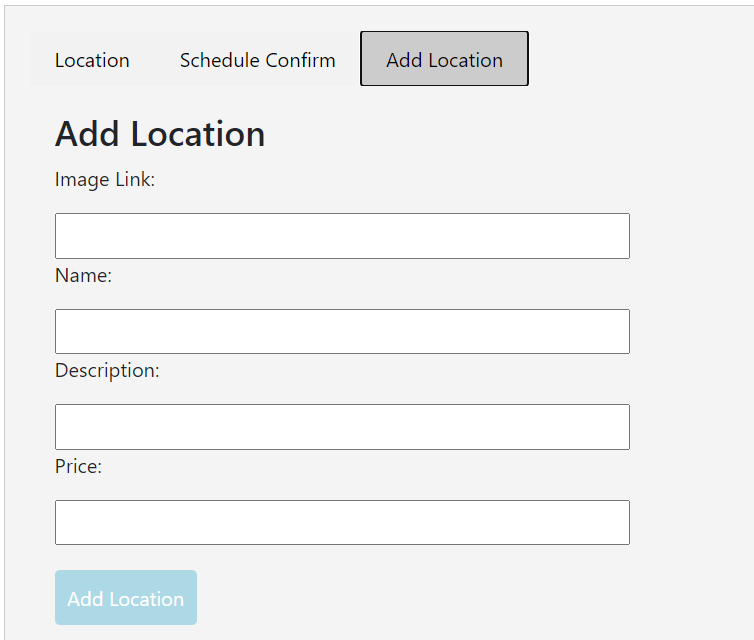 Location Schedule Confirm Add Location
Add Location
Image Link:
Name:
Description:
Price:
Add Location